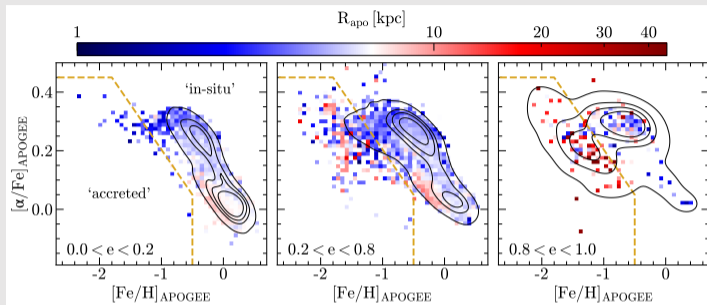 R_apo [kpc]
1 10 20 30 40
0.4
0.2
0.0
[α/Fe]_APOGEE
'in-situ'
'accreted'
0.0 < e < 0.2
0.2 < e < 0.8
0.8 < e < 1.0
-2 -1 0
-2 -1 0
-2 -1 0
[Fe/H]_APOGEE
[Fe/H]_APOGEE
[Fe/H]_APOGEE